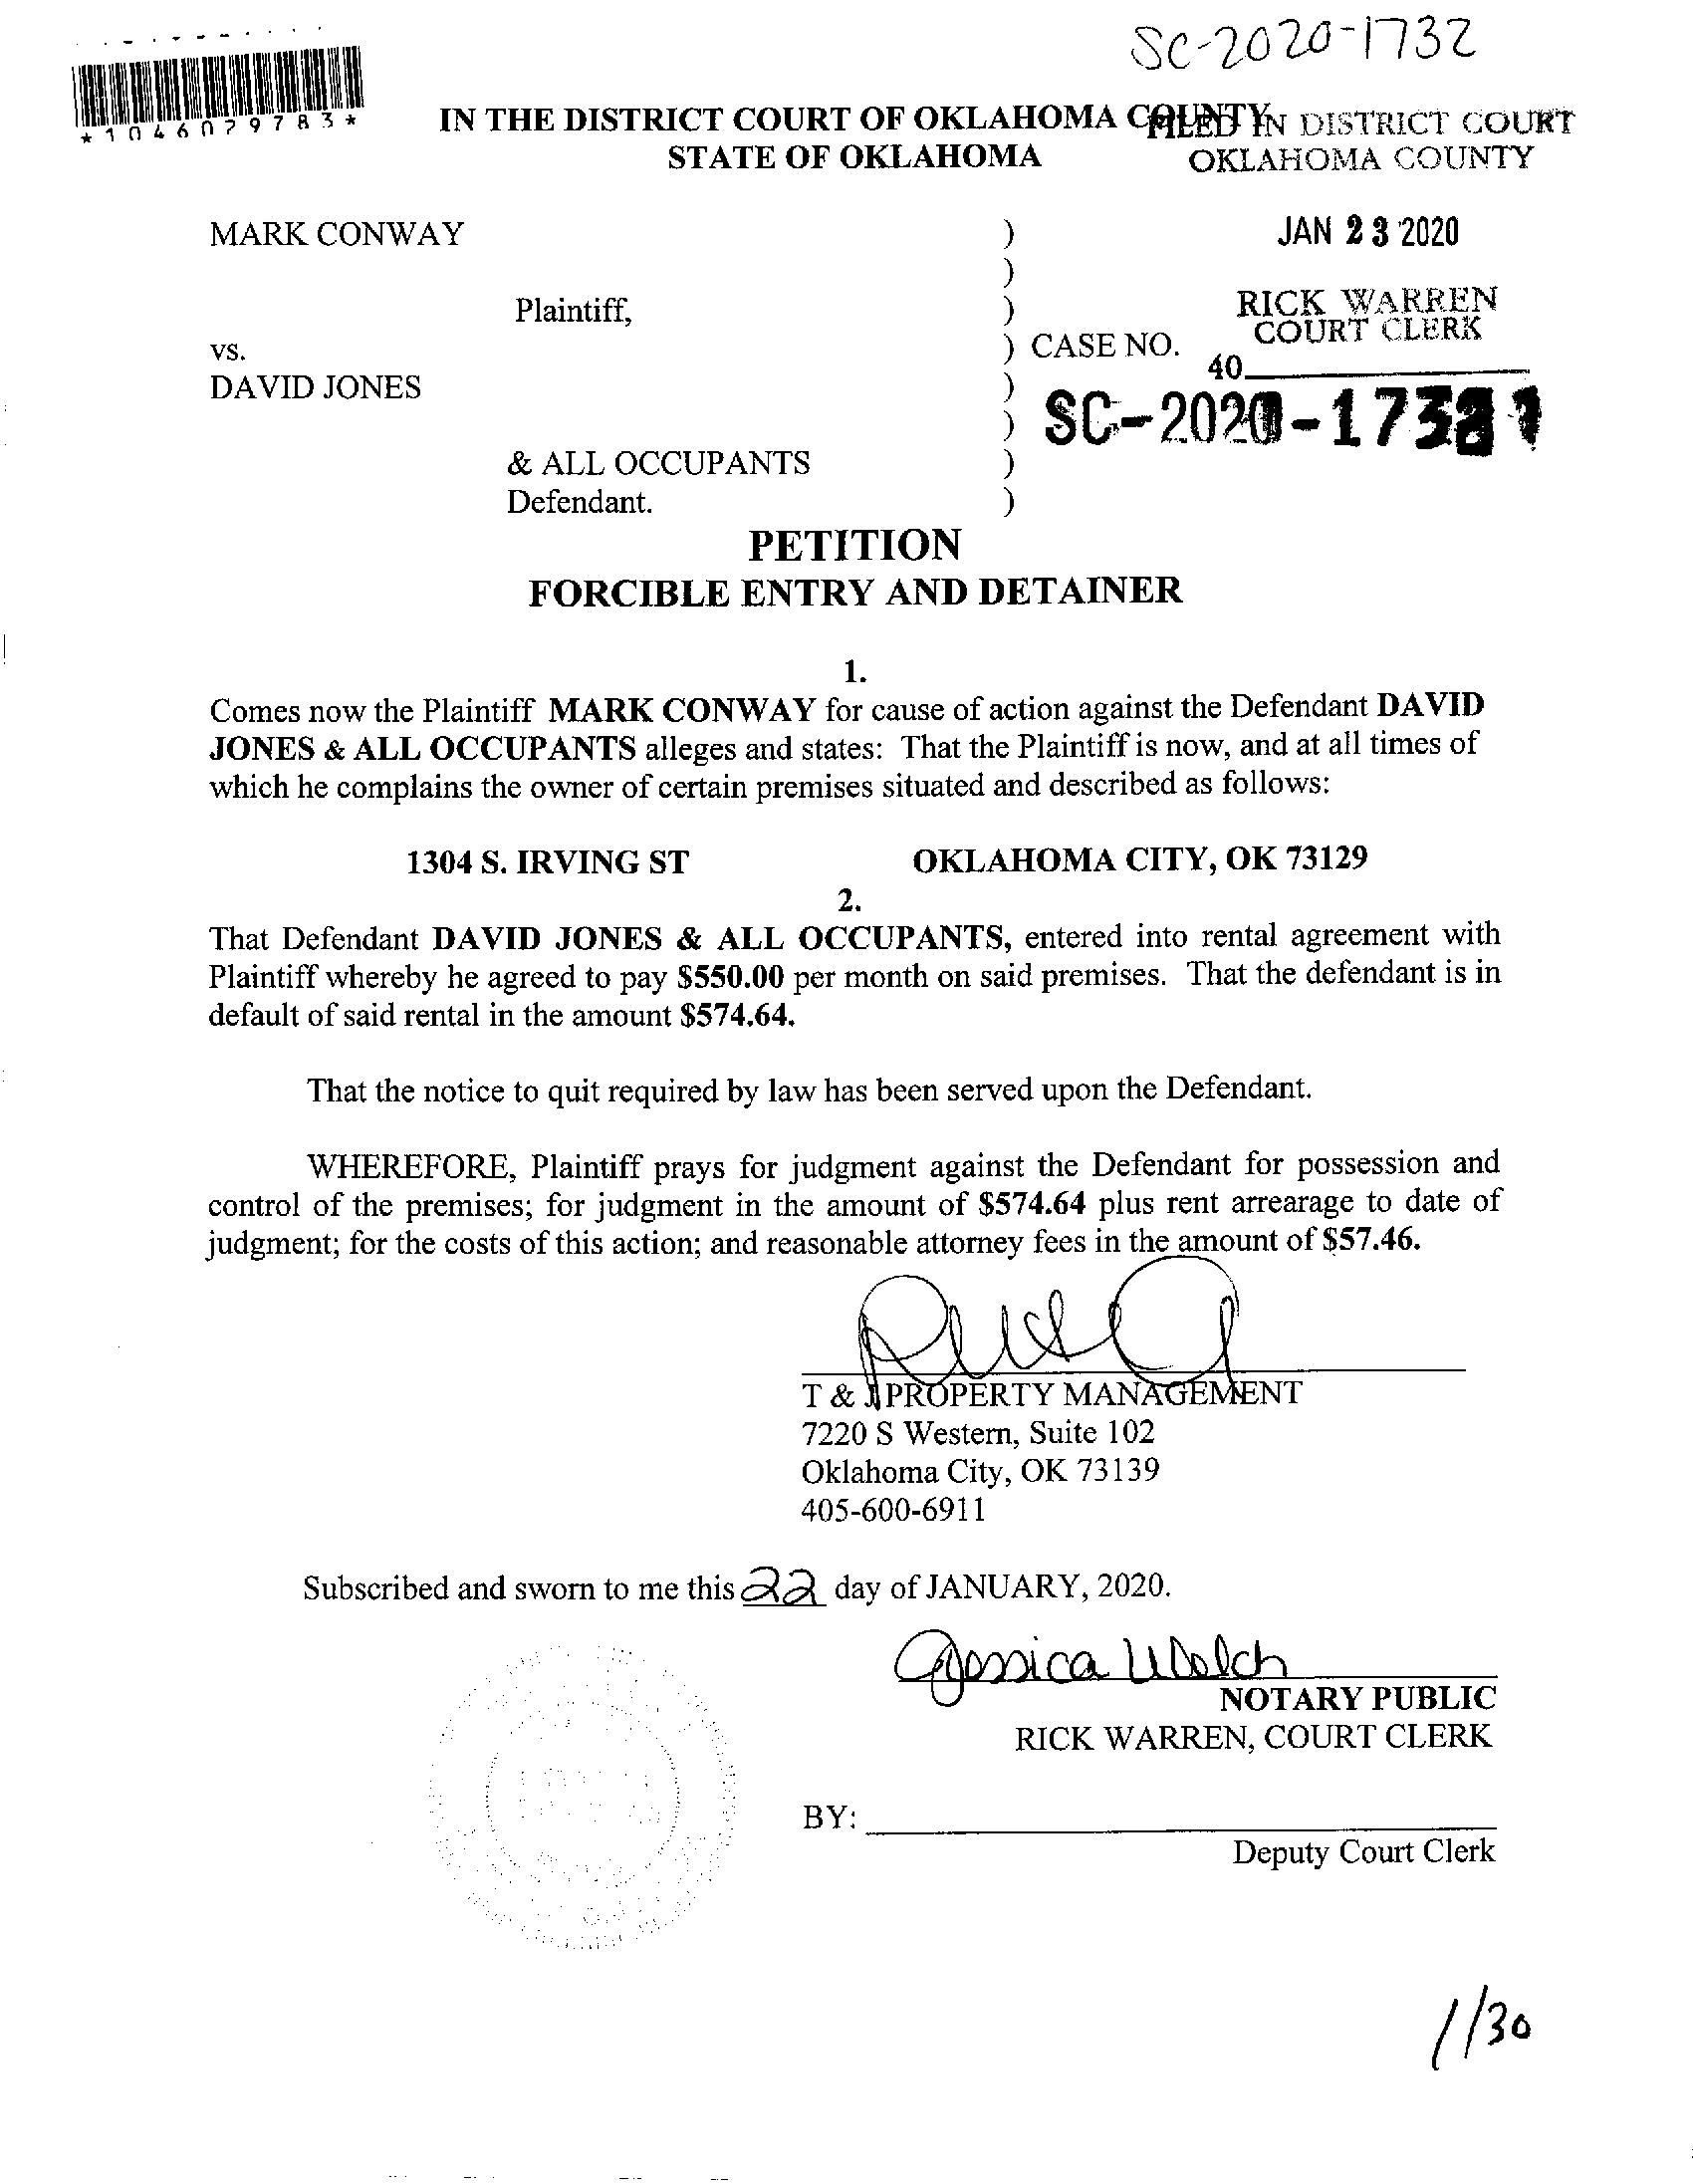 SC-2020-1732
*1046079783*
IN THE DISTRICT COURT OF OKLAHOMA COUNTY
STATE OF OKLAHOMA
FILED IN DISTRICT COURT
OKLAHOMA COUNTY
MARK CONWAY )
JAN 23 2020
)
Plaintiff, )
RICK WARREN
COURT CLERK
vs. ) CASE NO.
40
DAVID JONES )
SC-2020-173
)
& ALL OCCUPANTS )
Defendant. )
PETITION
FORCIBLE ENTRY AND DETAINER
1.
Comes now the Plaintiff MARK CONWAY for cause of action against the Defendant DAVID
JONES & ALL OCCUPANTS alleges and states: That the Plaintiff is now, and at all times of
which he complains the owner of certain premises situated and described as follows:
1304 S. IRVING ST OKLAHOMA CITY, OK 73129
2.
That Defendant DAVID JONES & ALL OCCUPANTS, entered into rental agreement with
Plaintiff whereby he agreed to pay $550.00 per month on said premises. That the defendant is in
default of said rental in the amount $574.64.
That the notice to quit required by law has been served upon the Defendant.
WHEREFORE, Plaintiff prays for judgment against the Defendant for possession and
control of the premises; for judgment in the amount of $574.64 plus rent arrearage to date of
judgment; for the costs of this action; and reasonable attorney fees in the amount of $57.46.
T & J PROPERTY MANAGEMENT
7220 S Western, Suite 102
Oklahoma City, OK 73139
405-600-6911
Subscribed and sworn to me this 22 day of JANUARY, 2020.
Jessica Welch
NOTARY PUBLIC
RICK WARREN, COURT CLERK
BY:
Deputy Court Clerk
1/30